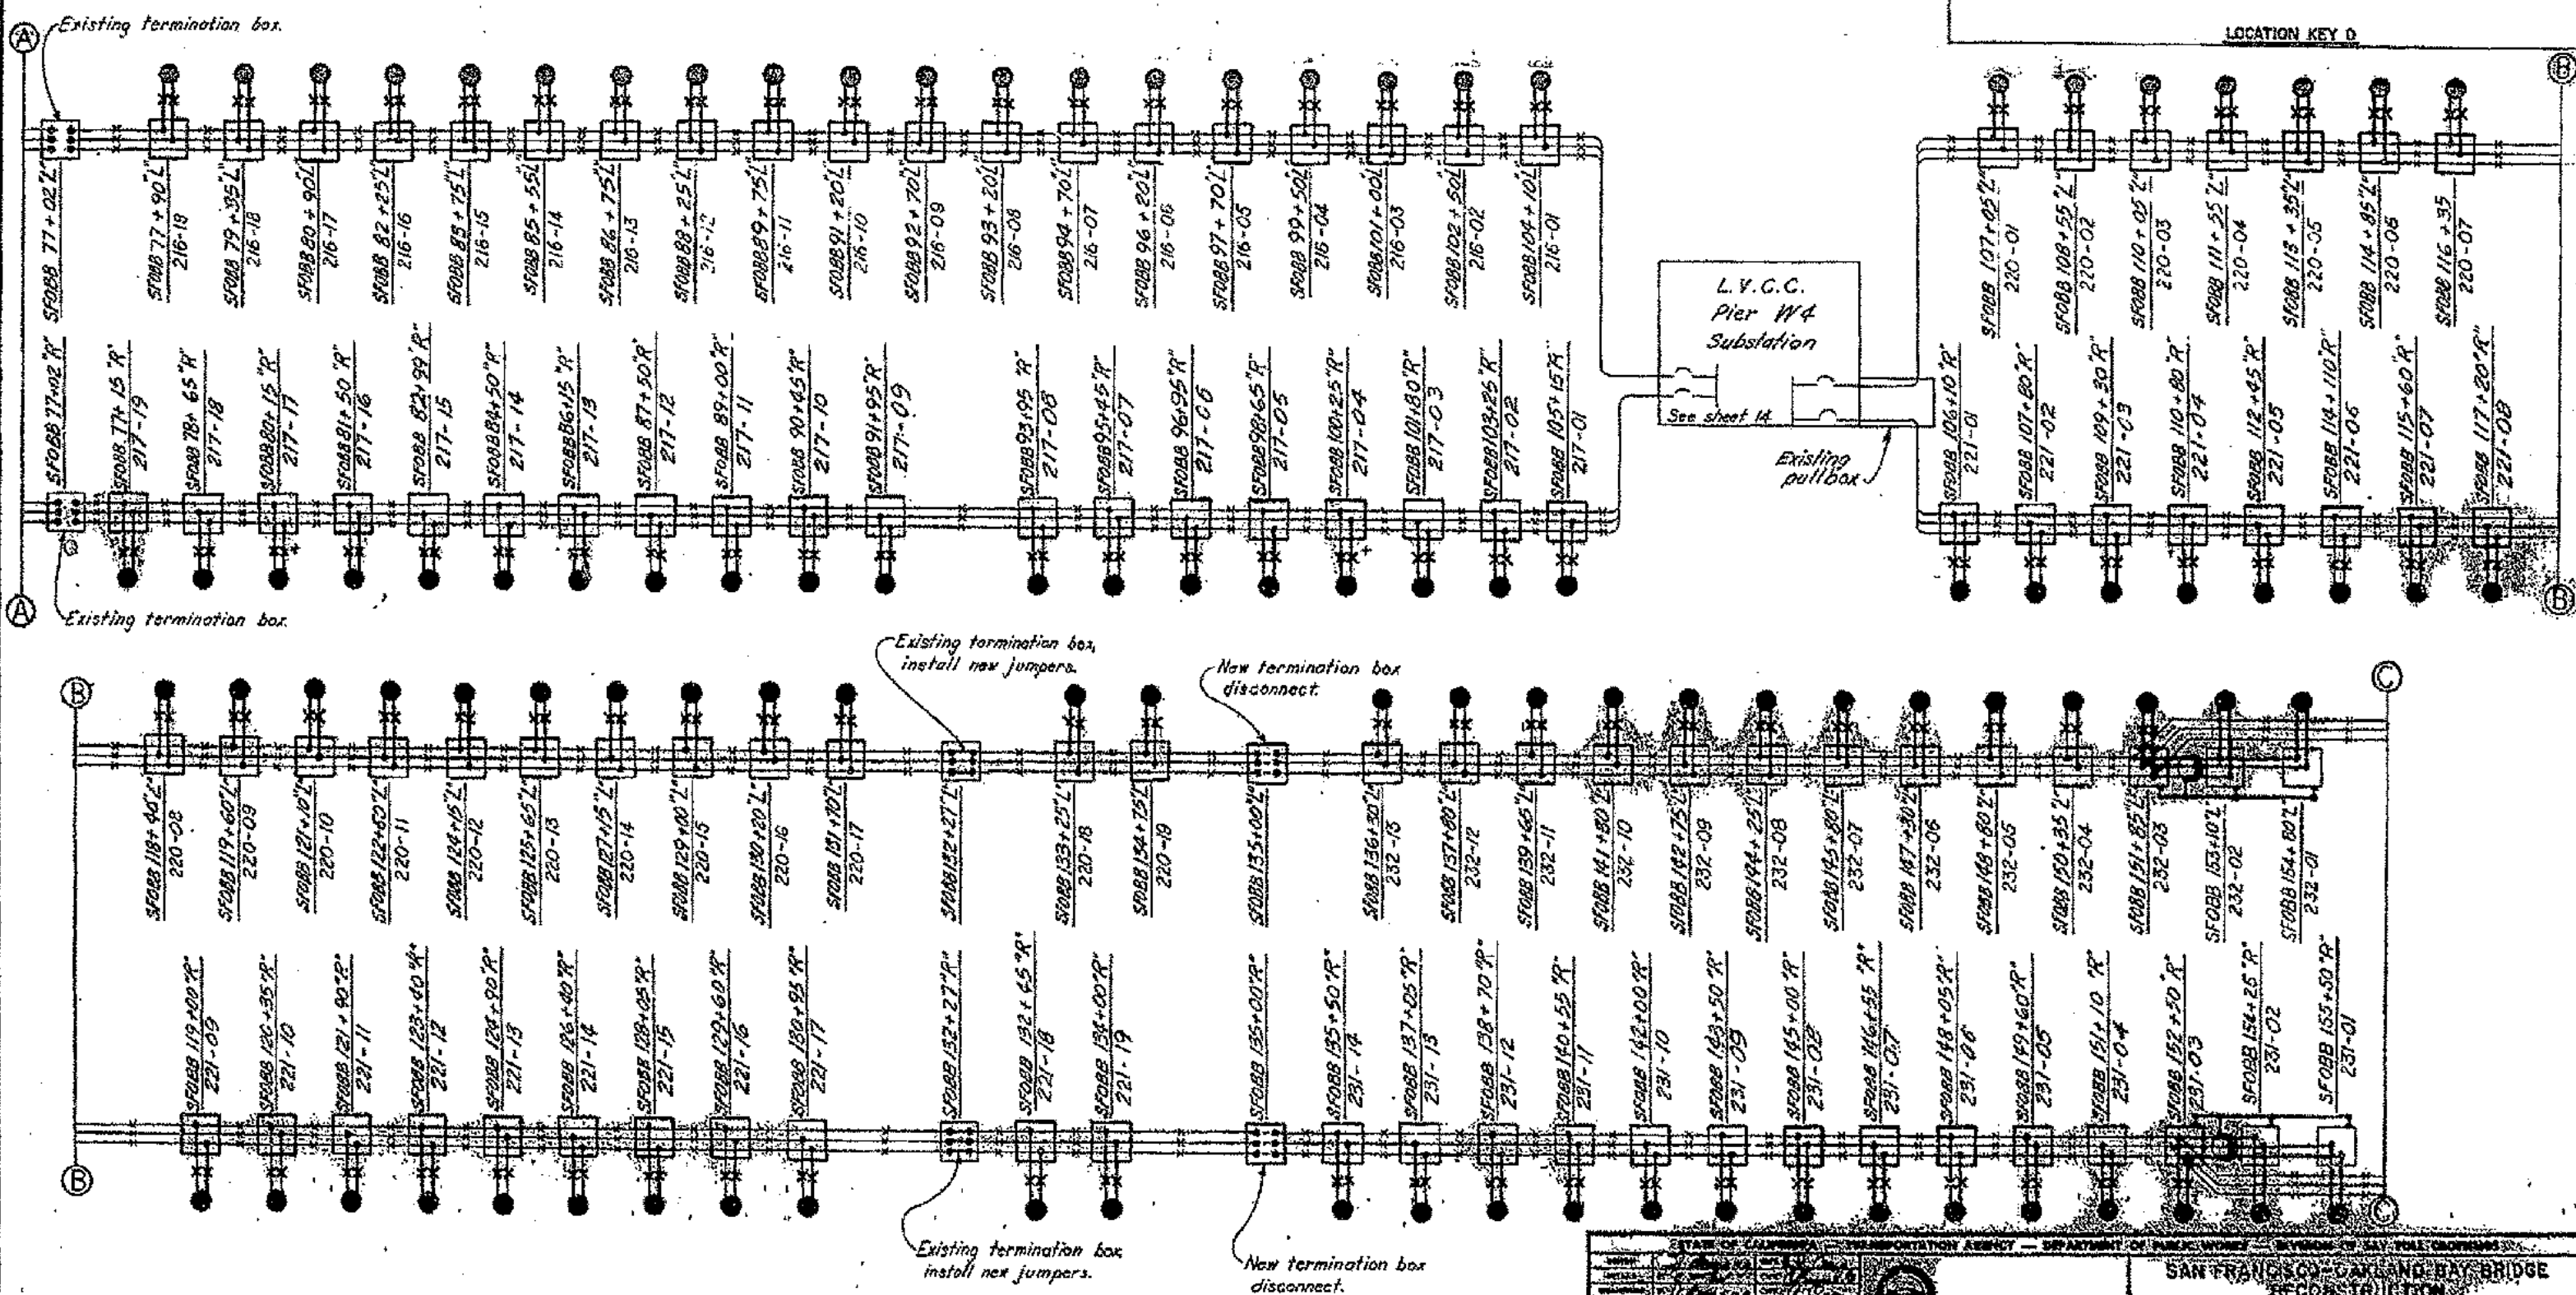 LOCATION KEY D
A
Existing termination box.
B
SFOBB 77+02"L"
SFOBB 77+90"L"
216-19
SFOBB 79+35"L"
216-18
SFOBB 80+90"L"
216-17
SFOBB 82+25"L"
216-16
SFOBB 83+75"L"
216-15
SFOBB 85+55"L"
216-14
SFOBB 86+75"L"
216-13
SFOBB 88+25"L"
216-12
SFOBB 89+75"L"
216-11
SFOBB 91+20"L"
216-10
SFOBB 92+70"L"
216-09
SFOBB 93+20"L"
216-08
SFOBB 94+70"L"
216-07
SFOBB 96+20"L"
216-06
SFOBB 97+70"L"
216-05
SFOBB 99+50"L"
216-04
SFOBB 101+00"L"
216-03
SFOBB 102+50"L"
216-02
SFOBB 104+10"L"
216-01
L.V.C.C.
Pier W4
Substation
See sheet 14
SFOBB 107+05"L"
220-01
SFOBB 108+55"L"
220-02
SFOBB 110+05"L"
220-03
SFOBB 111+55"L"
220-04
SFOBB 113+35"L"
220-05
SFOBB 114+85"L"
220-06
SFOBB 116+35
220-07
SFOBB 77+02"R"
SFOBB 77+15"R"
217-19
SFOBB 78+65"R"
217-18
SFOBB 80+15"R"
217-17
SFOBB 81+50"R"
217-16
SFOBB 82+99"R"
217-15
SFOBB 84+50"R"
217-14
SFOBB 86+15"R"
217-13
SFOBB 87+50"R"
217-12
SFOBB 89+00"R"
217-11
SFOBB 90+45"R"
217-10
SFOBB 91+95"R"
217-09
SFOBB 93+95"R"
217-08
SFOBB 95+45"R"
217-07
SFOBB 96+95"R"
217-06
SFOBB 98+65"R"
217-05
SFOBB 100+25"R"
217-04
SFOBB 101+80"R"
217-03
SFOBB 103+25"R"
217-02
SFOBB 105+15"R"
217-01
Existing
pullbox
SFOBB 106+10"R"
221-01
SFOBB 107+80"R"
221-02
SFOBB 109+30"R"
221-03
SFOBB 110+80"R"
221-04
SFOBB 112+45"R"
221-05
SFOBB 114+110"R"
221-06
SFOBB 115+60"R"
221-07
SFOBB 117+20"R"
221-08
A
Existing termination box.
B
B
Existing termination box,
install new jumpers.
New termination box
disconnect.
C
SFOBB 118+46"L"
220-08
SFOBB 119+60"L"
220-09
SFOBB 121+10"L"
220-10
SFOBB 122+60"L"
220-11
SFOBB 124+15"L"
220-12
SFOBB 125+65"L"
220-13
SFOBB 127+15"L"
220-14
SFOBB 129+00"L"
220-15
SFOBB 130+20"L"
220-16
SFOBB 131+70"L"
220-17
SFOBB 132+27"L"
SFOBB 133+25"L"
220-18
SFOBB 134+75"L"
220-19
SFOBB 135+00"L"
SFOBB 136+30"L"
232-13
SFOBB 137+80"L"
232-12
SFOBB 139+65"L"
232-11
SFOBB 141+80"L"
232-10
SFOBB 142+75"L"
232-09
SFOBB 144+25"L"
232-08
SFOBB 145+80"L"
232-07
SFOBB 147+30"L"
232-06
SFOBB 148+80"L"
232-05
SFOBB 150+35"L"
232-04
SFOBB 151+85"L"
232-03
SFOBB 153+10"L"
232-02
SFOBB 154+80"L"
232-01
SFOBB 119+00"R"
221-09
SFOBB 120+35"R"
221-10
SFOBB 121+90"R"
221-11
SFOBB 123+40"R"
221-12
SFOBB 124+90"R"
221-13
SFOBB 126+40"R"
221-14
SFOBB 128+05"R"
221-15
SFOBB 129+60"R"
221-16
SFOBB 130+95"R"
221-17
SFOBB 132+27"R"
SFOBB 132+45"R"
221-18
SFOBB 134+00"R"
221-19
SFOBB 135+00"R"
SFOBB 135+50"R"
231-14
SFOBB 137+05"R"
231-13
SFOBB 138+70"R"
231-12
SFOBB 140+55"R"
231-11
SFOBB 142+00"R"
231-10
SFOBB 143+50"R"
231-09
SFOBB 145+00"R"
231-08
SFOBB 146+55"R"
231-07
SFOBB 148+05"R"
231-06
SFOBB 149+60"R"
231-05
SFOBB 151+10"R"
231-04
SFOBB 152+50"R"
231-03
SFOBB 154+25"R"
231-02
SFOBB 155+50"R"
231-01
B
Existing termination box
install new jumpers.
New termination box
disconnect.
C
STATE OF CALIFORNIA — TRANSPORTATION AGENCY — DEPARTMENT OF PUBLIC WORKS — DIVISION OF BAY TOLL CROSSINGS
SAN FRANCISCO-OAKLAND BAY BRIDGE
RECONSTRUCTION